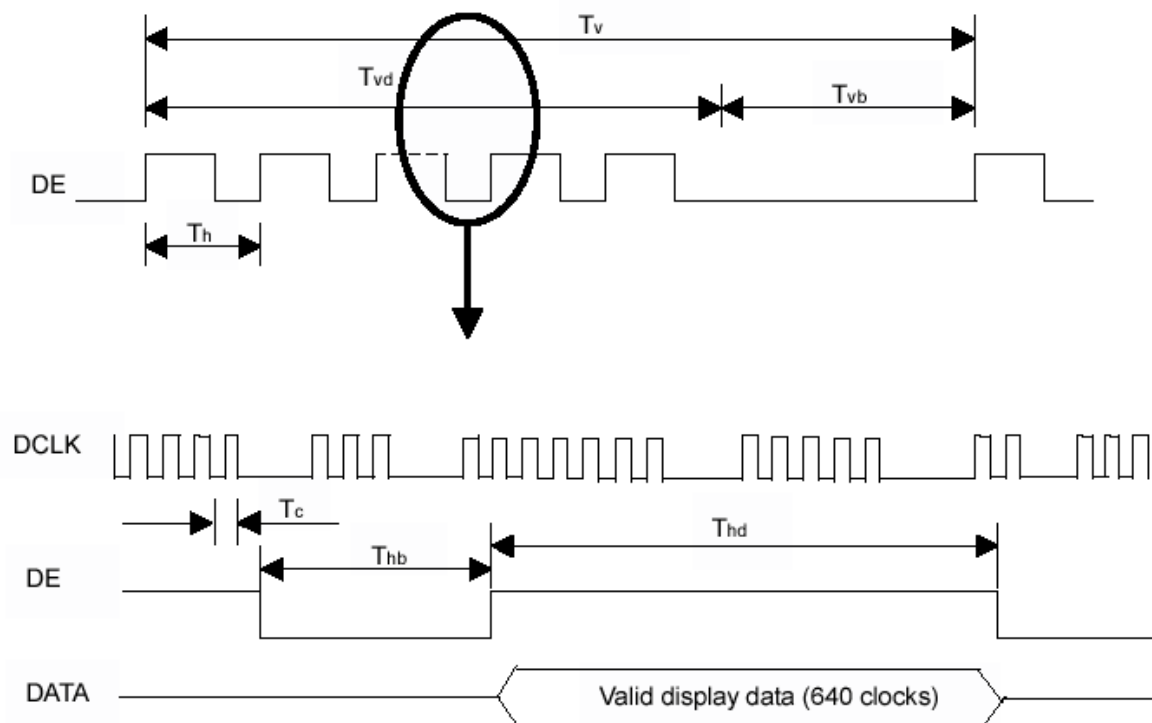 Tv
Tvd
Tvb
DE
Th
DCLK
Tc
Thd
Thb
DE
DATA
Valid display data (640 clocks)